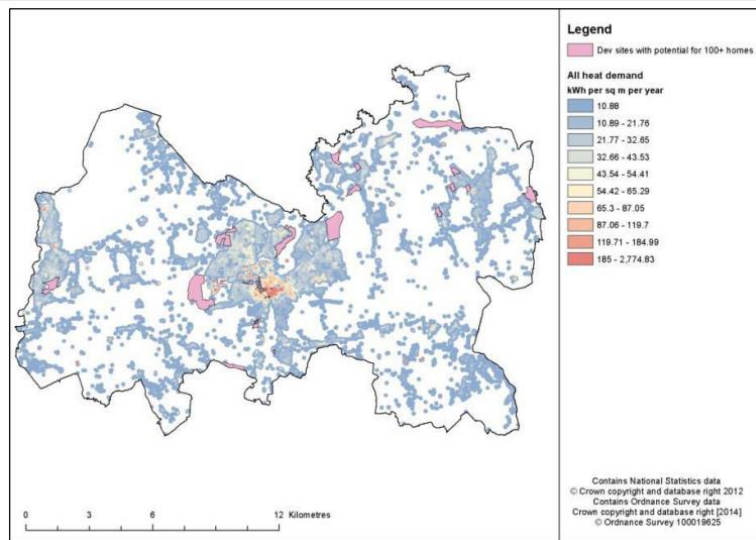 Legend
Dev sites with potential for 100+ homes
All heat demand
kWh per sq m per year
10.88
10.89 - 21.76
21.77 - 32.65
32.66 - 43.53
43.54 - 54.41
54.42 - 65.29
65.3 - 87.05
87.06 - 119.7
119.71 - 184.99
185 - 2,774.83
0 3 6 12 Kilometres
Contains National Statistics data
© Crown copyright and database right 2012
Contains Ordnance Survey data
Crown copyright and database right [2014]
© Ordnance Survey 100019625